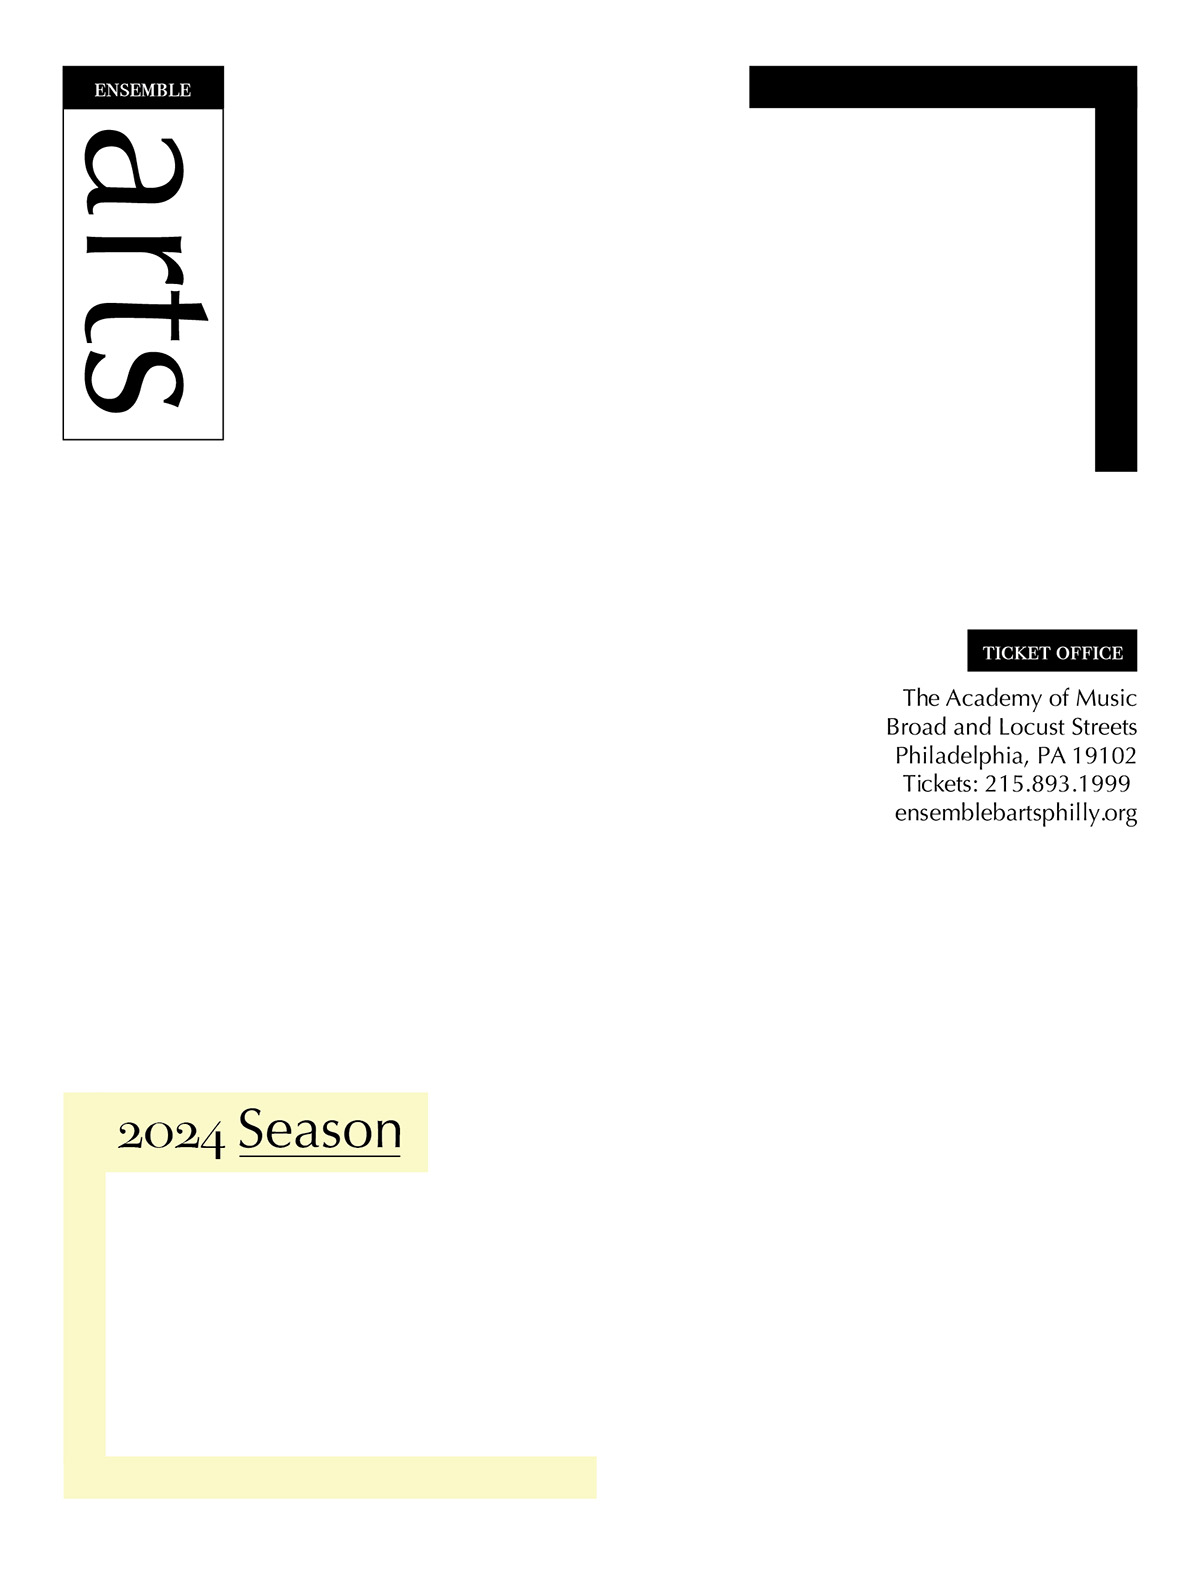 ENSEMBLE
arts
TICKET OFFICE
The Academy of Music
Broad and Locust Streets
Philadelphia, PA 19102
Tickets: 215.893.1999
ensemblebartsphilly.org
2024 Season